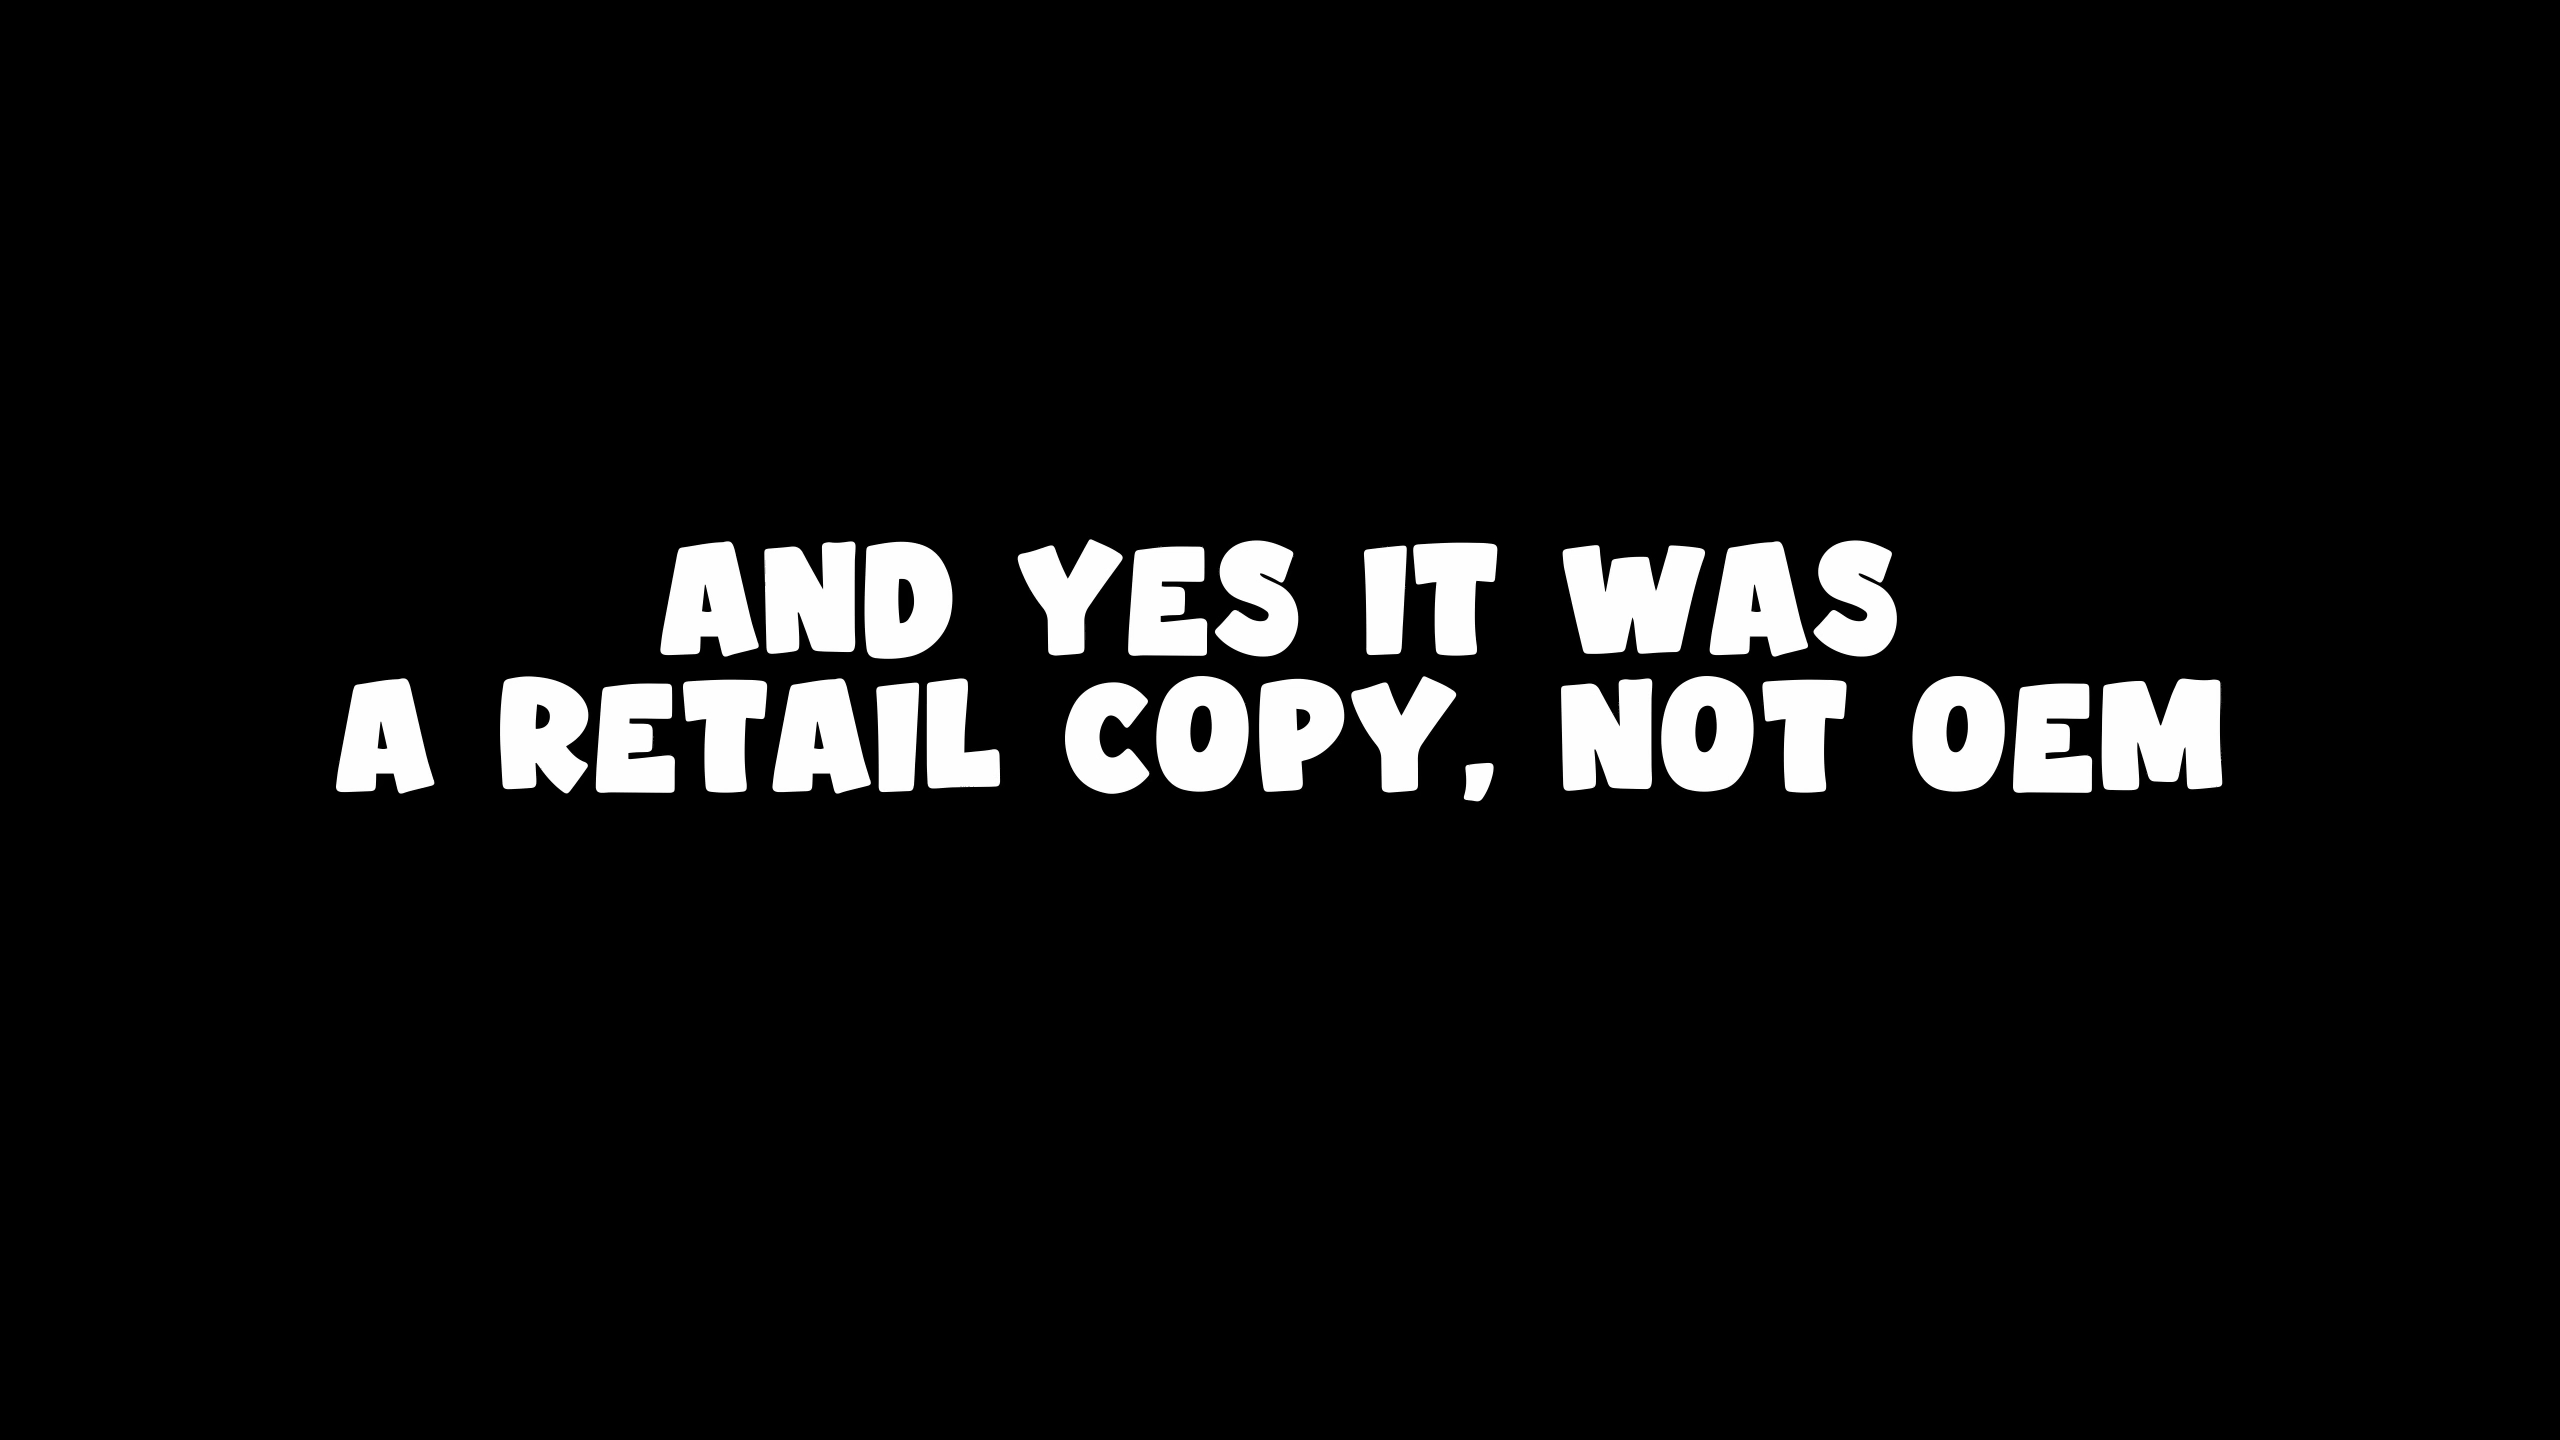 AND YES IT WAS
A RETAIL COPY, NOT OEM